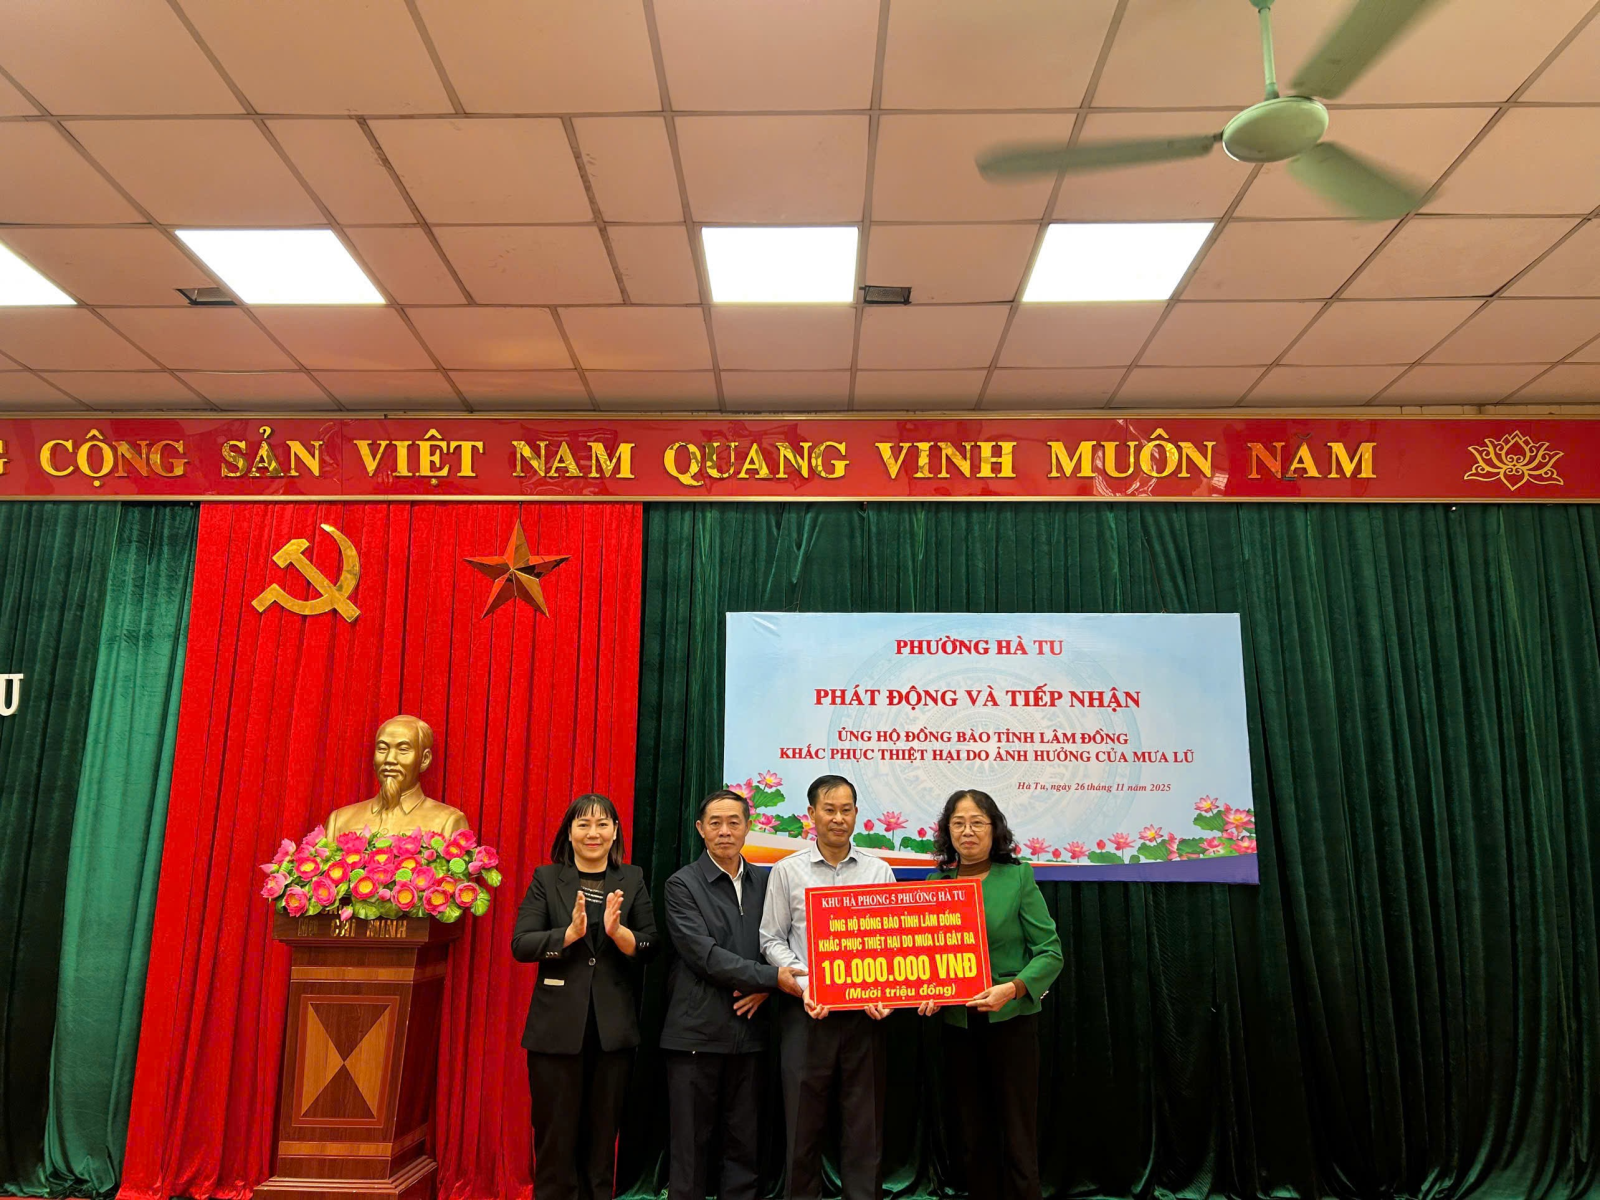 CỘNG SẢN VIỆT NAM QUANG VINH MUÔN NĂM
U
PHƯỜNG HÀ TU
PHÁT ĐỘNG VÀ TIẾP NHẬN
ỦNG HỘ ĐỒNG BÀO TỈNH LÂM ĐỒNG
KHẮC PHỤC THIỆT HẠI DO ẢNH HƯỞNG CỦA MƯA LŨ
Hà Tu, ngày 26 tháng 11 năm 2025
KHU HÀ PHONG 5 PHƯỜNG HÀ TU
ỦNG HỘ ĐỒNG BÀO TỈNH LÂM ĐỒNG
KHẮC PHỤC THIỆT HẠI DO MƯA LŨ GÂY RA
10.000.000 VNĐ
(Mười triệu đồng)
CHÍ MINH